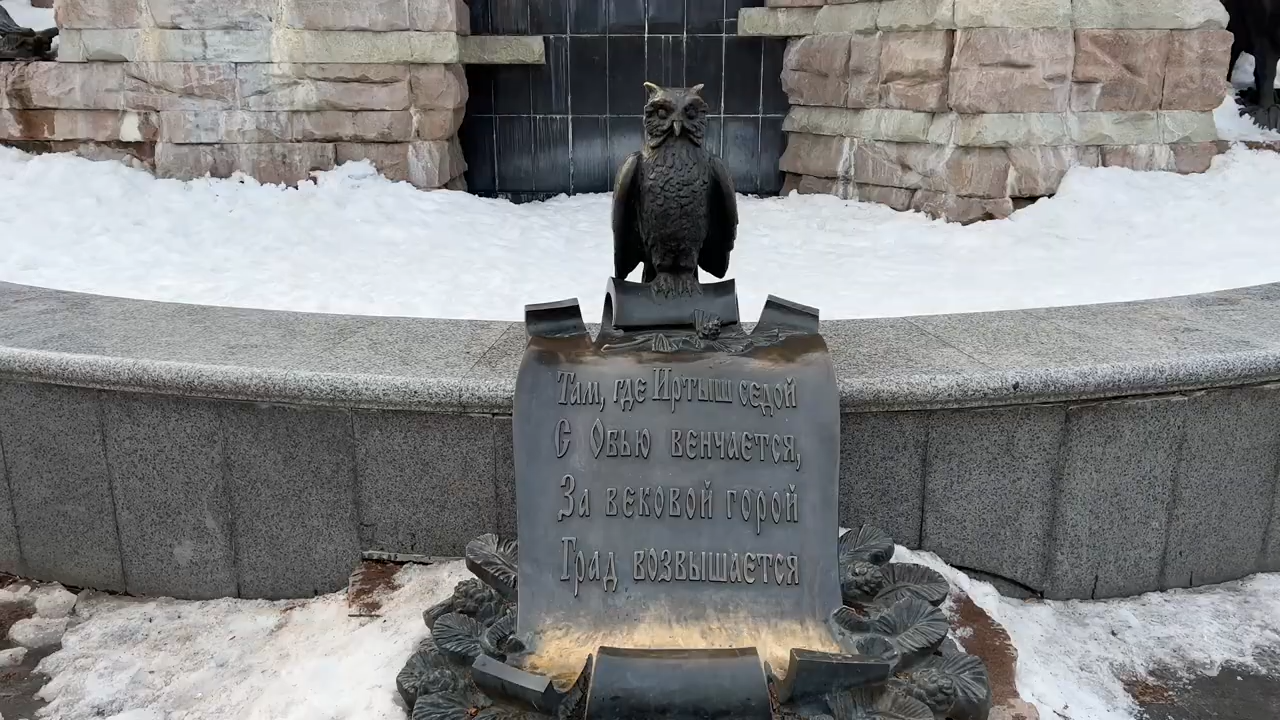 Там, где Иртыш седой
С Обью венчается,
За вековой горой
Град возвышается